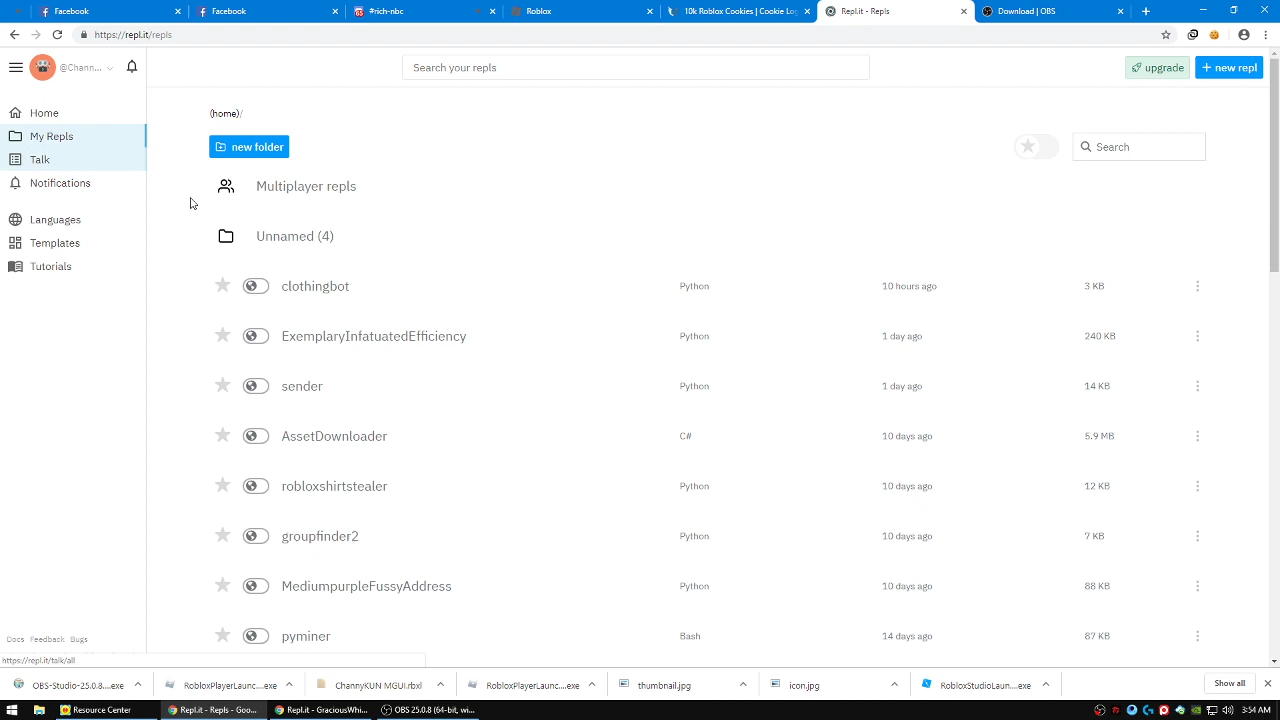 Facebook
Facebook
#rich-nbc
Roblox
10k Roblox Cookies | Cookie Log
Repl.it - Repls
Download | OBS
https://repl.it/repls
@Chann...
Search your repls
upgrade
+ new repl
Home
My Repls
Talk
Notifications
Languages
Templates
Tutorials
(home)/
new folder
Search
Multiplayer repls
Unnamed (4)
clothingbot Python 10 hours ago 3 KB
ExemplaryInfatuatedEfficiency Python 1 day ago 240 KB
sender Python 1 day ago 14 KB
AssetDownloader C# 10 days ago 5.9 MB
robloxshirtstealer Python 10 days ago 12 KB
groupfinder2 Python 10 days ago 7 KB
MediumpurpleFussyAddress Python 10 days ago 88 KB
pyminer Bash 14 days ago 87 KB
Docs Feedback Bugs
https://repl.it/talk/all
OBS-Studio-25.0.8....exe
RobloxPlayerLaunc....exe
ChannyKUN MGUI.rbxl
RobloxPlayerLaunc....exe
thumbnail.jpg
icon.jpg
RobloxStudioLaun....exe
Show all
Resource Center
Repl.it - Repls - Goo...
Repl.it - GraciousWhi...
OBS 25.0.8 (64-bit, wi...
3:54 AM